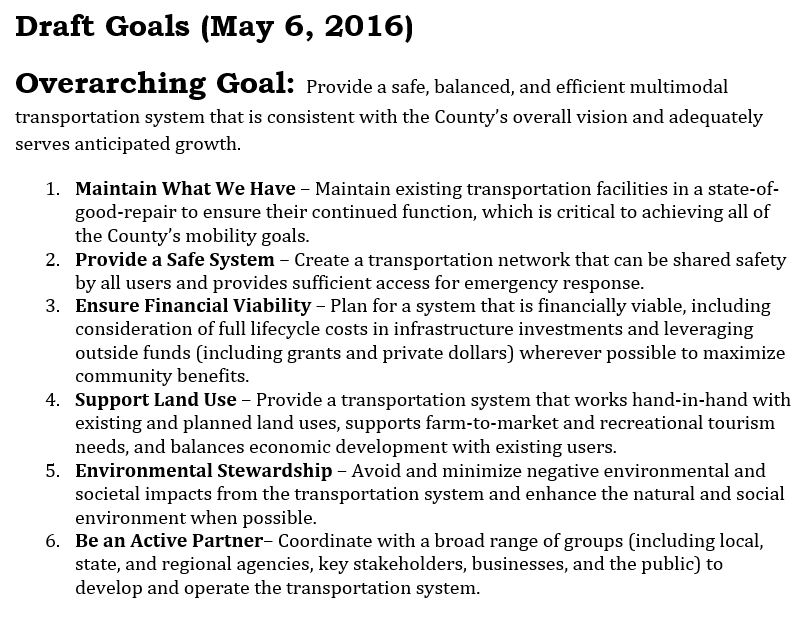 Draft Goals (May 6, 2016)
Overarching Goal: Provide a safe, balanced, and efficient multimodal
transportation system that is consistent with the County's overall vision and adequately
serves anticipated growth.
1. Maintain What We Have – Maintain existing transportation facilities in a state-of-
good-repair to ensure their continued function, which is critical to achieving all of
the County's mobility goals.
2. Provide a Safe System – Create a transportation network that can be shared safety
by all users and provides sufficient access for emergency response.
3. Ensure Financial Viability – Plan for a system that is financially viable, including
consideration of full lifecycle costs in infrastructure investments and leveraging
outside funds (including grants and private dollars) wherever possible to maximize
community benefits.
4. Support Land Use – Provide a transportation system that works hand-in-hand with
existing and planned land uses, supports farm-to-market and recreational tourism
needs, and balances economic development with existing users.
5. Environmental Stewardship – Avoid and minimize negative environmental and
societal impacts from the transportation system and enhance the natural and social
environment when possible.
6. Be an Active Partner– Coordinate with a broad range of groups (including local,
state, and regional agencies, key stakeholders, businesses, and the public) to
develop and operate the transportation system.